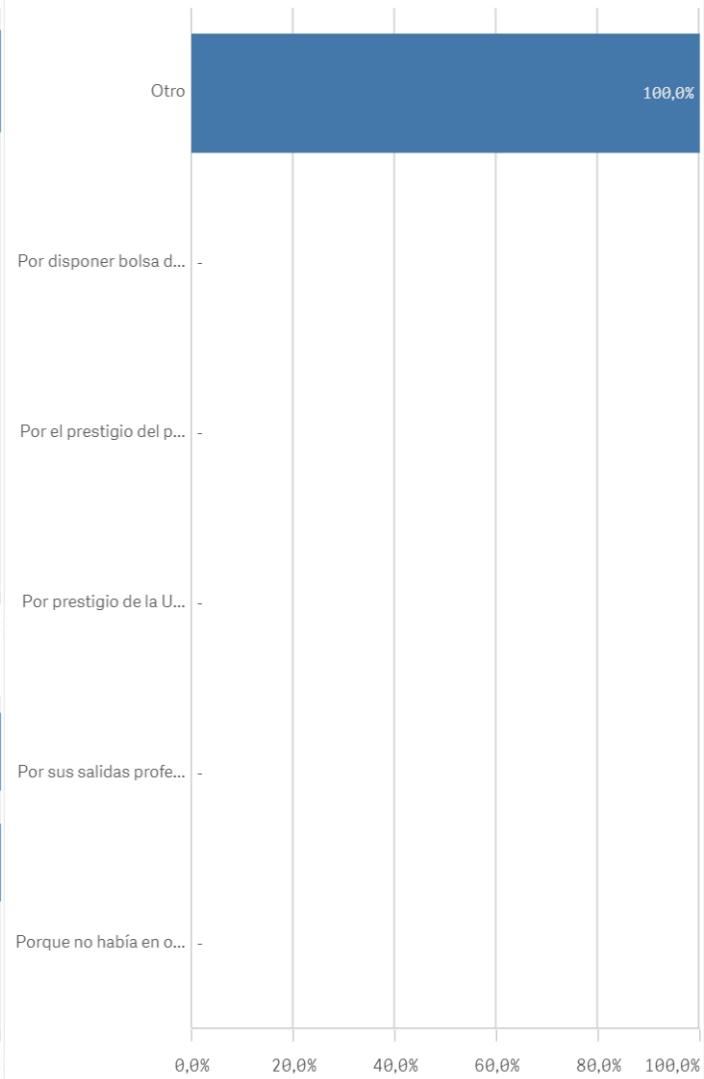 Otro
100,0%
Por disponer bolsa d... -
Por el prestigio del p... -
Por prestigio de la U... -
Por sus salidas profe... -
Porque no había en o... -
0,0% 20,0% 40,0% 60,0% 80,0% 100,0%